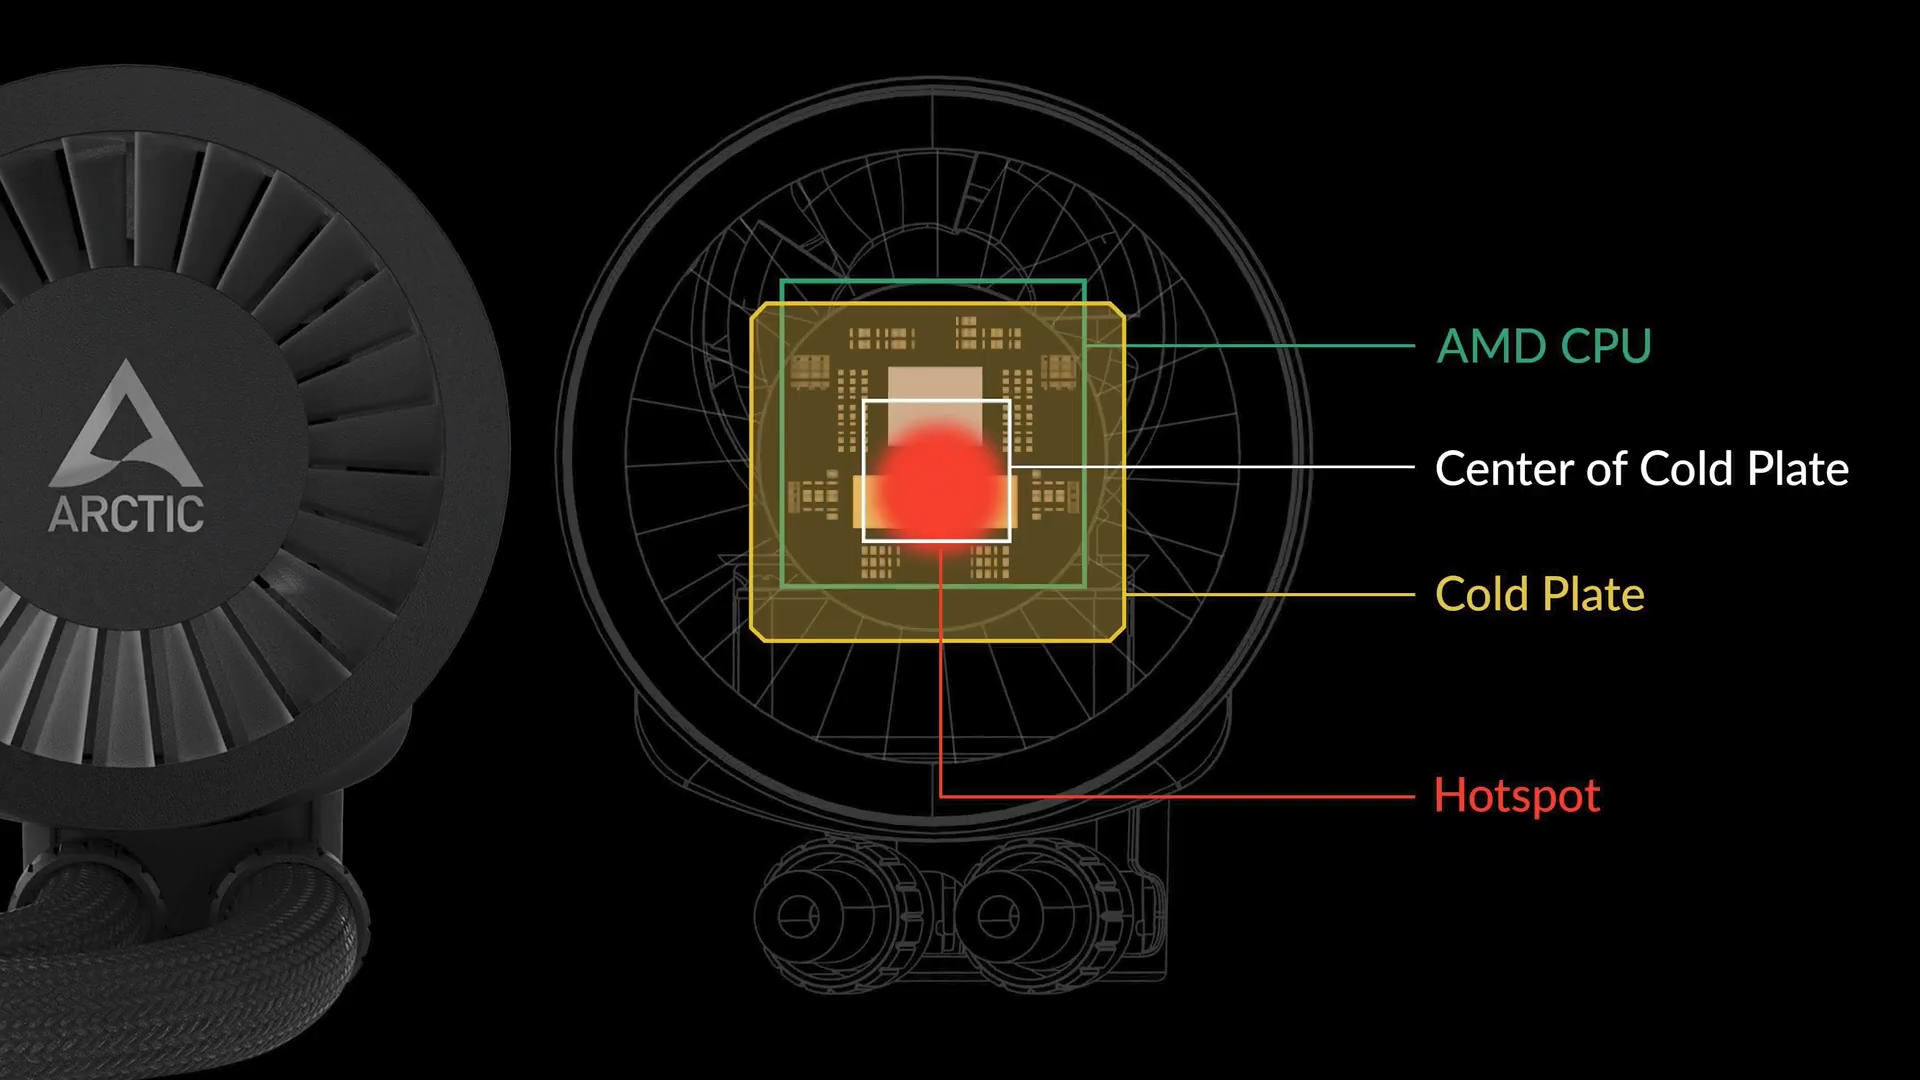 ARCTIC
AMD CPU
Center of Cold Plate
Cold Plate
Hotspot